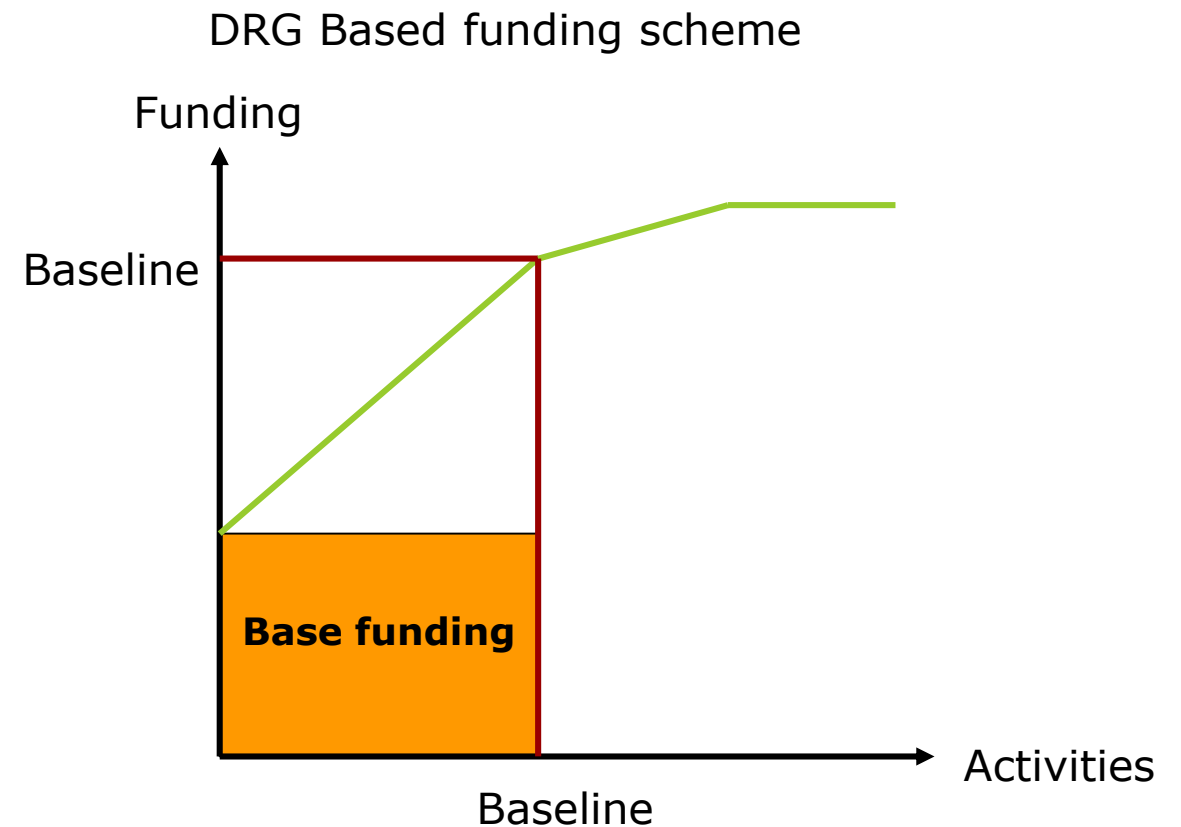 DRG Based funding scheme
Funding
Baseline
Base funding
Activities
Baseline